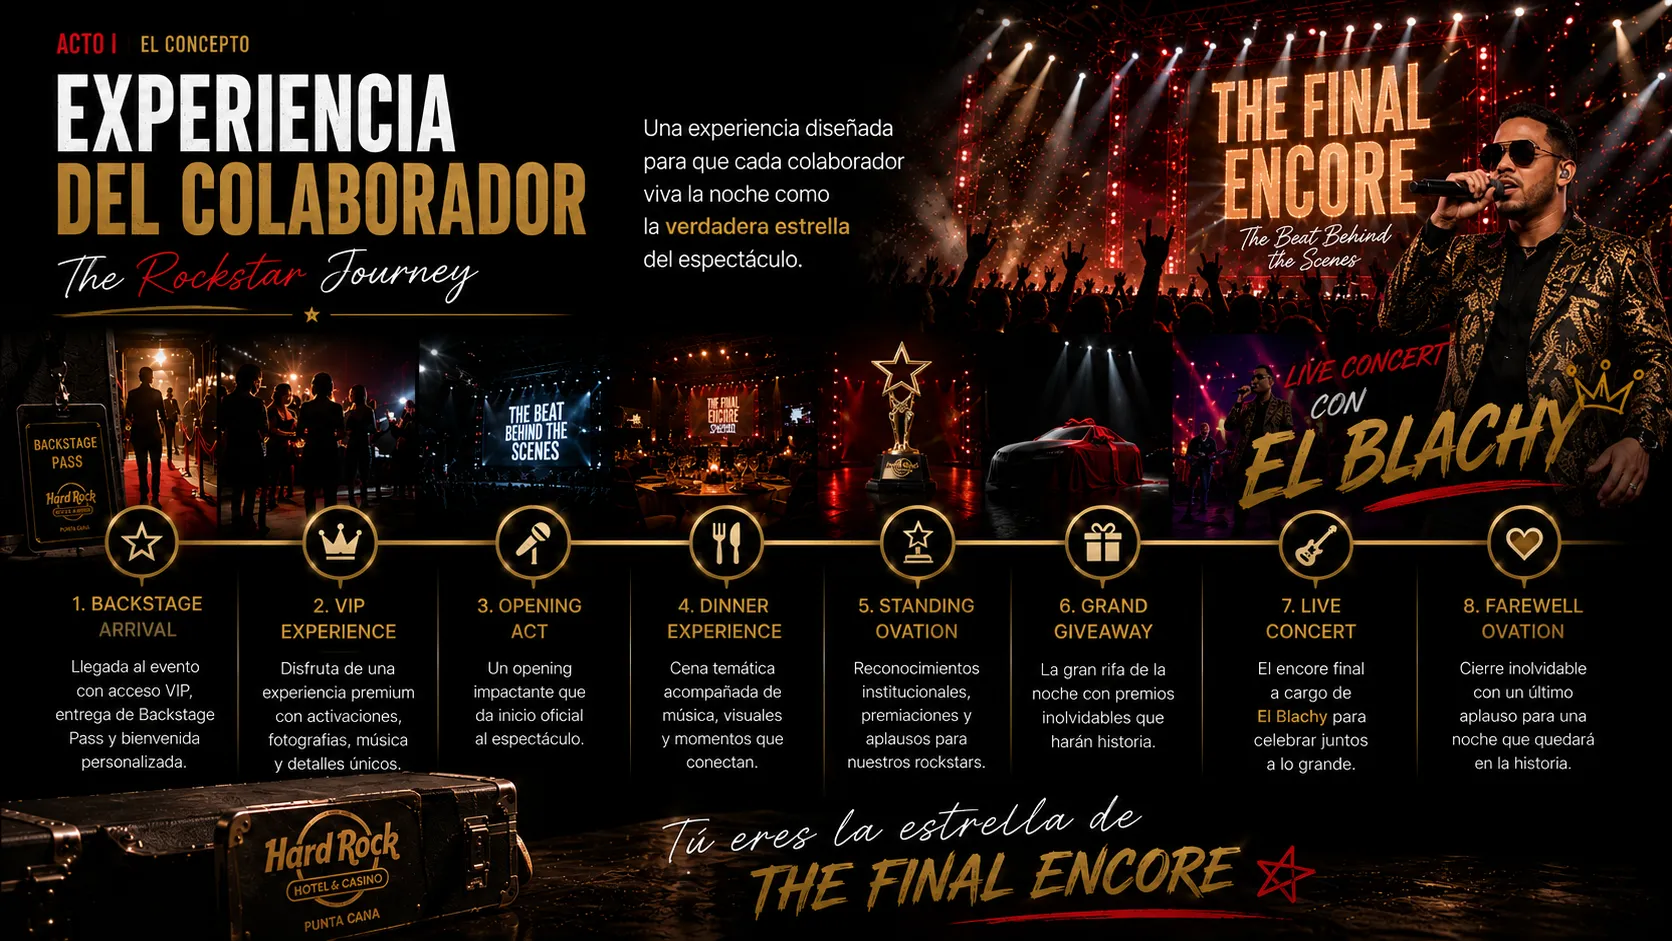 ACTO I EL CONCEPTO
EXPERIENCIA
DEL COLABORADOR
The Rockstar Journey
Una experiencia diseñada
para que cada colaborador
viva la noche como
la verdadera estrella
del espectáculo.
THE FINAL
ENCORE
The Beat Behind
the Scenes
LIVE CONCERT
CON
EL BLACHY
BACKSTAGE
PASS
Hard Rock
PUNTA CANA
THE BEAT
BEHIND THE
SCENES
THE FINAL
ENCORE
1. BACKSTAGE
ARRIVAL
Llegada al evento
con acceso VIP,
entrega de Backstage
Pass y bienvenida
personalizada.
2. VIP
EXPERIENCE
Disfruta de una
experiencia premium
con activaciones,
fotografias, música
y detalles únicos.
3. OPENING
ACT
Un opening
impactante que
da inicio oficial
al espectáculo.
4. DINNER
EXPERIENCE
Cena temática
acompañada de
música, visuales
y momentos que
conectan.
5. STANDING
OVATION
Reconocimientos
institucionales,
premiaciones y
aplausos para
nuestros rockstars.
6. GRAND
GIVEAWAY
La gran rifa de la
noche con premios
inolvidables que
harán historia.
7. LIVE
CONCERT
El encore final
a cargo de
El Blachy para
celebrar juntos
a lo grande.
8. FAREWELL
OVATION
Cierre inolvidable
con un último
aplauso para una
noche que quedará
en la historia.
Hard Rock
HOTEL & CASINO
PUNTA CANA
Tú eres la estrella de
THE FINAL ENCORE